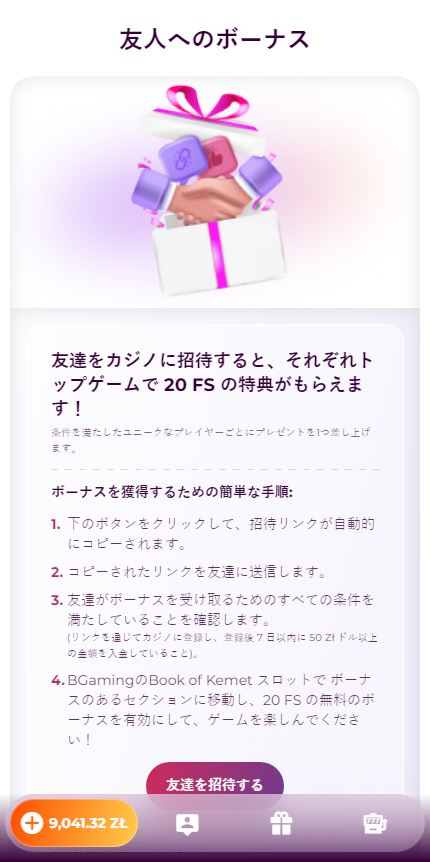 友人へのボーナス
友達をカジノに招待すると、それぞれト
ップゲームで 20 FS の特典がもらえま
す！
条件を満たしたユニークなプレイヤーごとにプレゼントを1つ差し上げ
ます。
ボーナスを獲得するための簡単な手順:
1. 下のボタンをクリックして、招待リンクが自動的
にコピーされます。
2. コピーされたリンクを友達に送信します。
3. 友達がボーナスを受け取るためのすべての条件を
満たしていることを確認します。
(リンクを通じてカジノに登録し、登録後 7 日以内に 50 Zł ドル以上
の金額を入金していること)。
4. BGamingのBook of Kemet スロットで ボーナ
スのあるセクションに移動し、20 FS の無料のボ
ーナスを有効にして、ゲームを楽しんでくださ
い！
友達を招待する
9,041.32 ZŁ
777